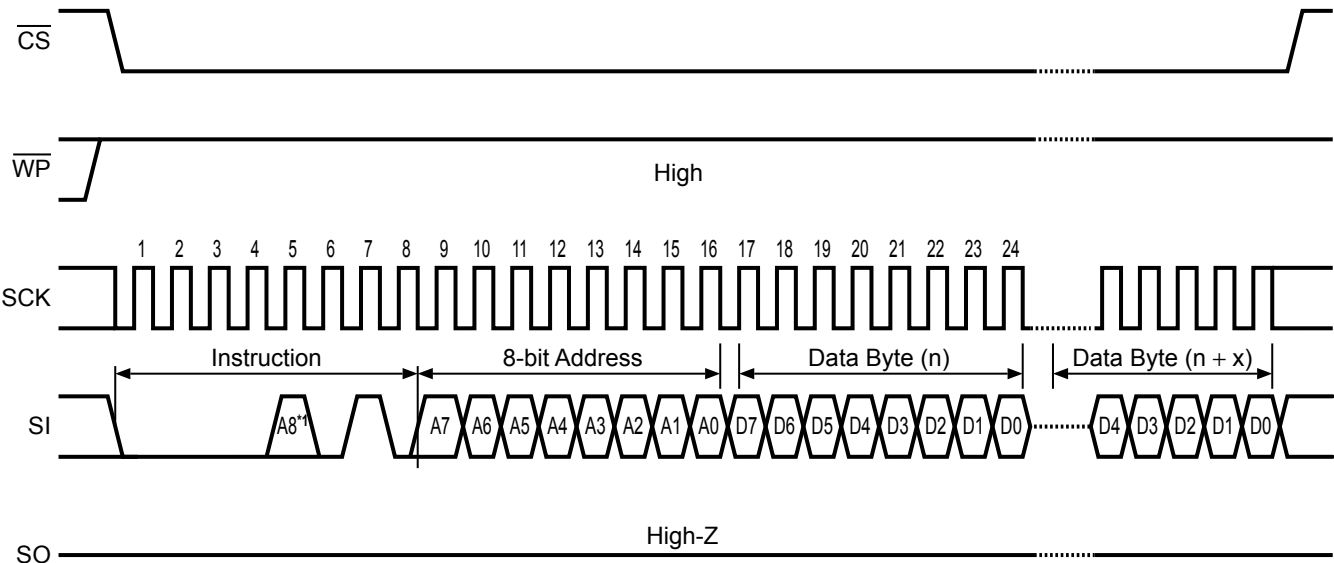 CS
WP
High
1 2 3 4 5 6 7 8 9 10 11 12 13 14 15 16 17 18 19 20 21 22 23 24
SCK
Instruction 8-bit Address Data Byte (n) Data Byte (n + x)
SI A8*1 A7 A6 A5 A4 A3 A2 A1 A0 D7 D6 D5 D4 D3 D2 D1 D0 D4 D3 D2 D1 D0
High-Z
SO